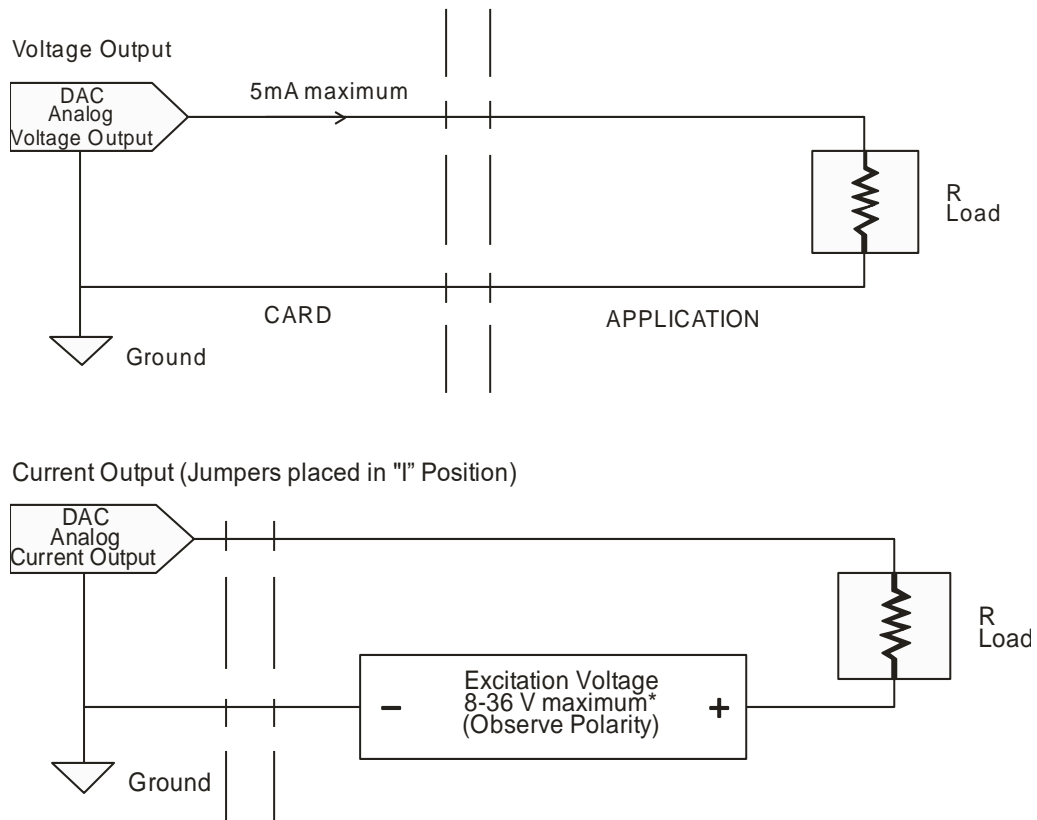 Voltage Output
DAC
Analog
Voltage Output
5mA maximum
R
Load
CARD
APPLICATION
Ground
Current Output (Jumpers placed in "I” Position)
DAC
Analog
Current Output
R
Load
Excitation Voltage
8-36 V maximum*
(Observe Polarity)
− +
Ground